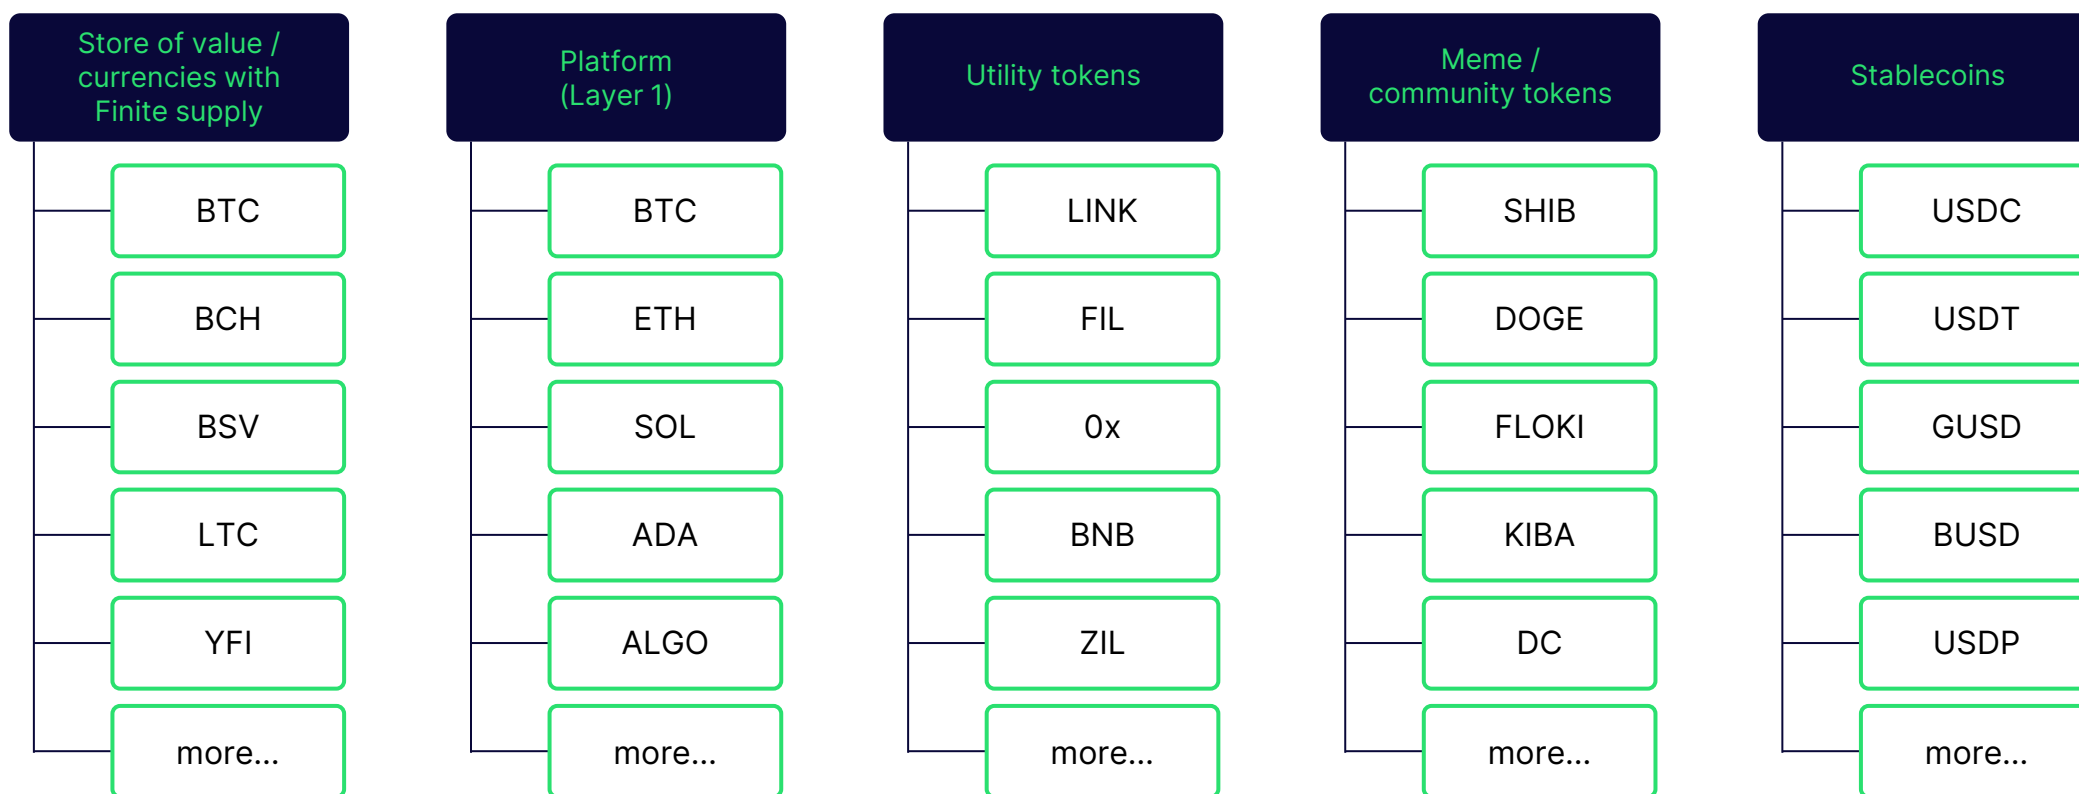 Store of value /
currencies with
Finite supply
BTC
BCH
BSV
LTC
YFI
more...
Platform
(Layer 1)
BTC
ETH
SOL
ADA
ALGO
more...
Utility tokens
LINK
FIL
0x
BNB
ZIL
more...
Meme /
community tokens
SHIB
DOGE
FLOKI
KIBA
DC
more...
Stablecoins
USDC
USDT
GUSD
BUSD
USDP
more...